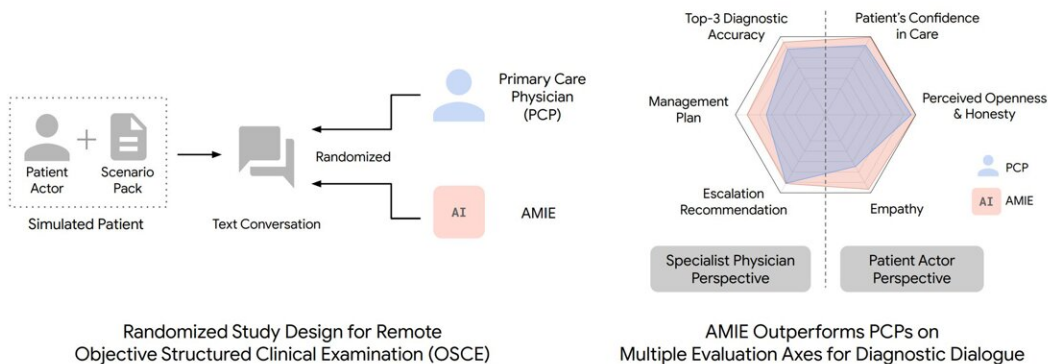 Patient
Actor
Scenario
Pack
Simulated Patient
Text Conversation
Randomized
Primary Care
Physician
(PCP)
AI
AMIE
Randomized Study Design for Remote
Objective Structured Clinical Examination (OSCE)
Top-3 Diagnostic
Accuracy
Patient's Confidence
in Care
Management
Plan
Perceived Openness
& Honesty
Escalation
Recommendation
Empathy
PCP
AI
AMIE
Specialist Physician
Perspective
Patient Actor
Perspective
AMIE Outperforms PCPs on
Multiple Evaluation Axes for Diagnostic Dialogue